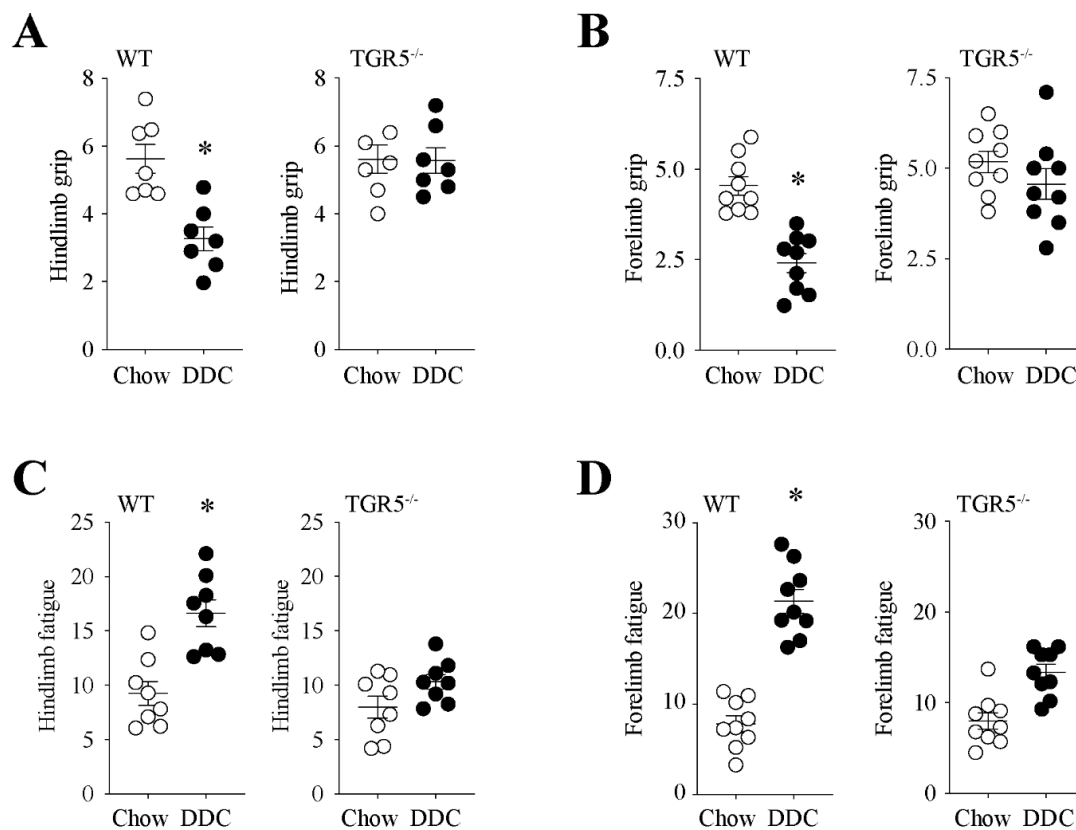 A
WT
TGR5-/-
Hindlimb grip
8
6
4
2
0
*
Chow DDC
Hindlimb grip
8
6
4
2
0
Chow DDC
B
WT
TGR5-/-
Forelimb grip
7.5
5.0
2.5
0.0
*
Chow DDC
Forelimb grip
7.5
5.0
2.5
0.0
Chow DDC
C
WT
TGR5-/-
Hindlimb fatigue
25
20
15
10
5
0
*
Chow DDC
Hindlimb fatigue
25
20
15
10
5
0
Chow DDC
D
WT
TGR5-/-
Forelimb fatigue
30
20
10
0
*
Chow DDC
Forelimb fatigue
30
20
10
0
Chow DDC